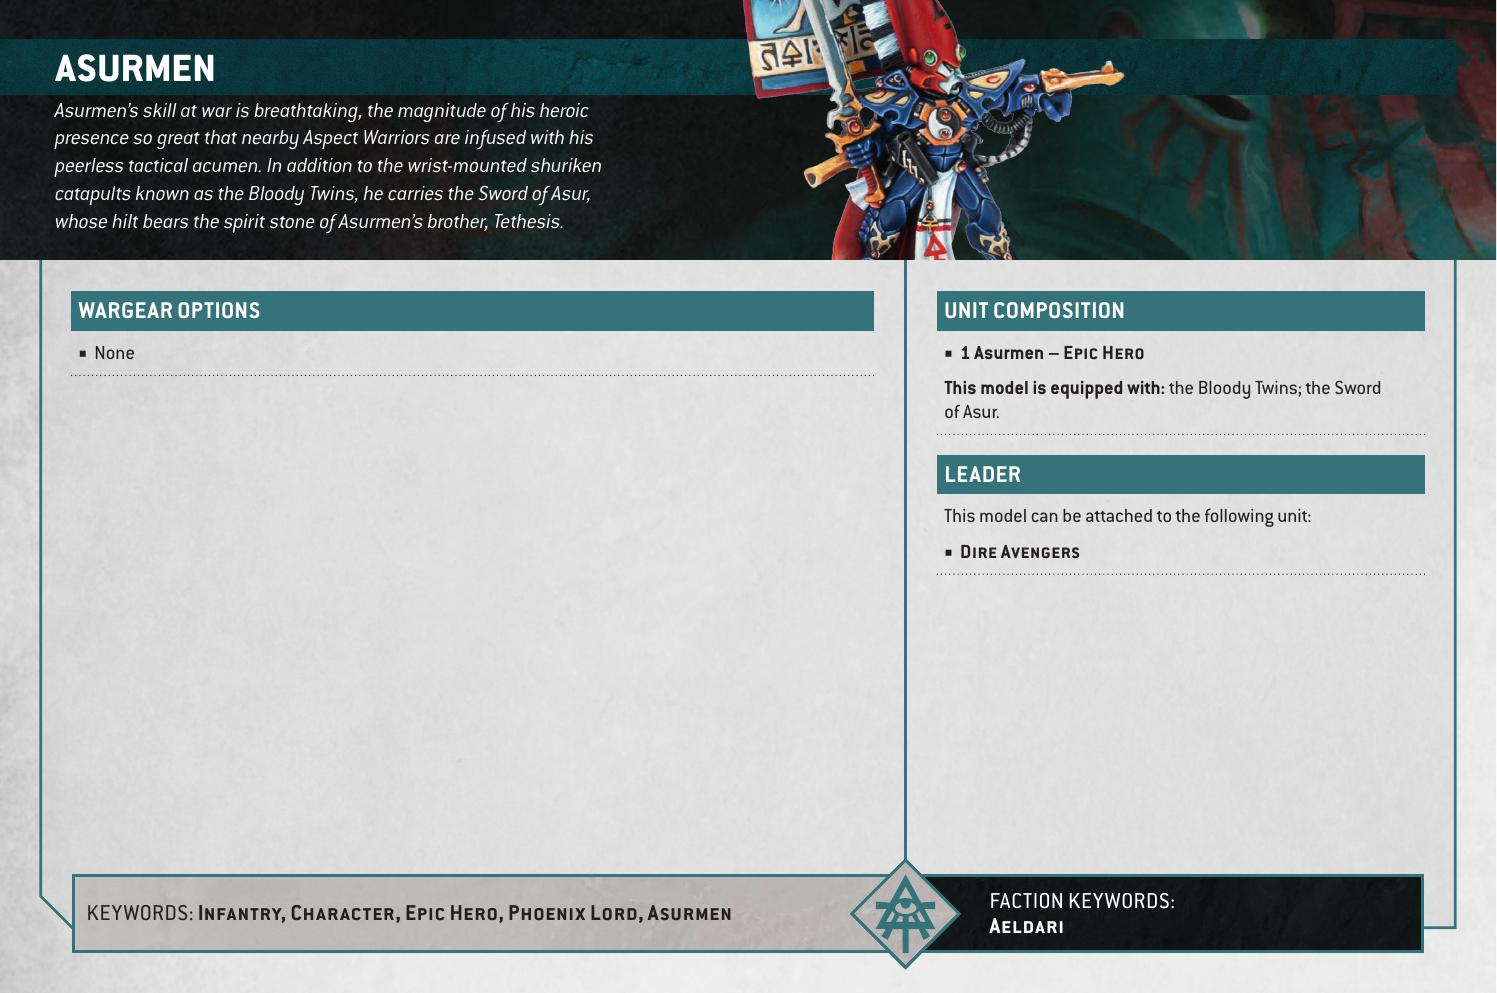 ASURMEN
Asurmen’s skill at war is breathtaking, the magnitude of his heroic
presence so great that nearby Aspect Warriors are infused with his
peerless tactical acumen. In addition to the wrist-mounted shuriken
catapults known as the Bloody Twins, he carries the Sword of Asur,
whose hilt bears the spirit stone of Asurmen’s brother, Tethesis.
WARGEAR OPTIONS
▪ None
UNIT COMPOSITION
▪ 1 Asurmen – EPIC HERO
This model is equipped with: the Bloody Twins; the Sword
of Asur.
LEADER
This model can be attached to the following unit:
▪ DIRE AVENGERS
KEYWORDS: INFANTRY, CHARACTER, EPIC HERO, PHOENIX LORD, ASURMEN
FACTION KEYWORDS:
AELDARI